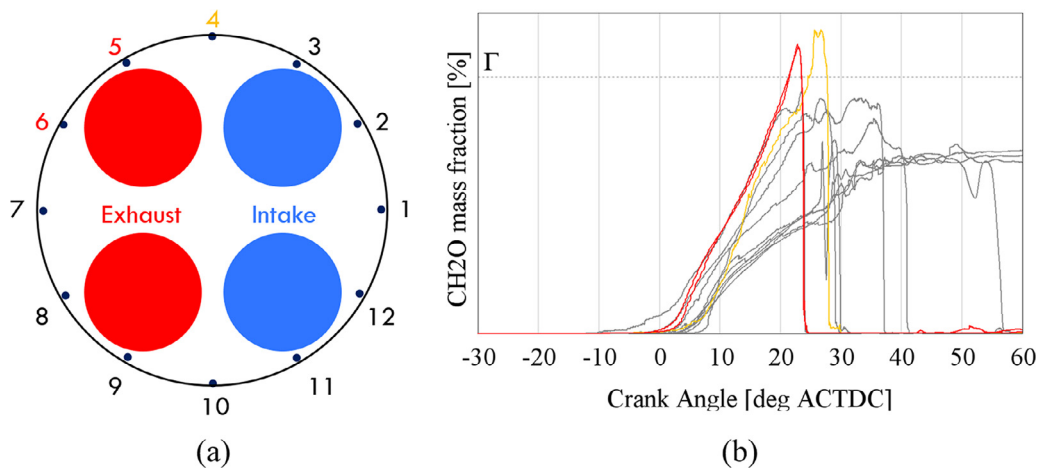 4
5
3
6
2
7
Exhaust
Intake
1
8
12
9
11
10
(a)
CH2O mass fraction [%]
Γ
-30 -20 -10 0 10 20 30 40 50 60
Crank Angle [deg ACTDC]
(b)